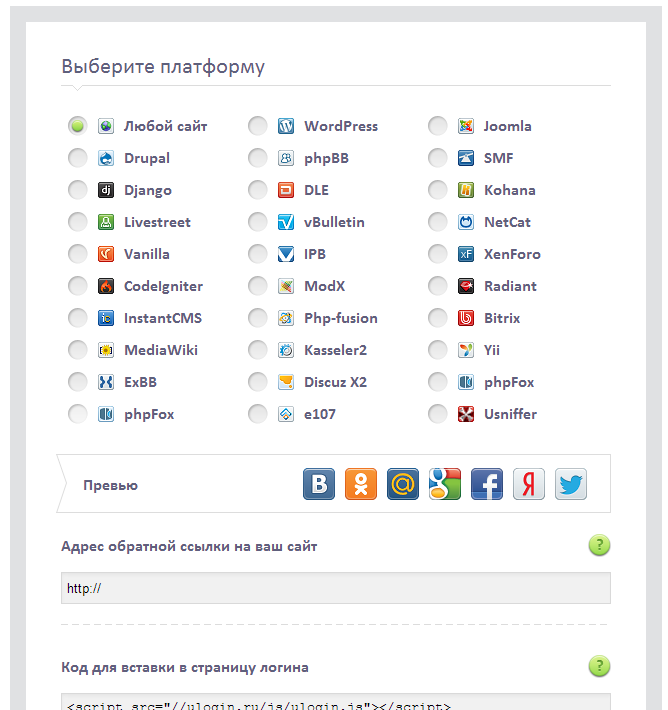 Выберите платформу
Любой сайт WordPress Joomla
Drupal phpBB SMF
Django DLE Kohana
Livestreet vBulletin NetCat
Vanilla IPB XenForo
CodeIgniter ModX Radiant
InstantCMS Php-fusion Bitrix
MediaWiki Kasseler2 Yii
ExBB Discuz X2 phpFox
phpFox e107 Usniffer
Превью
Адрес обратной ссылки на ваш сайт ?
http://
Код для вставки в страницу логина ?
<script src="//ulogin.ru/js/ulogin.js"></script>